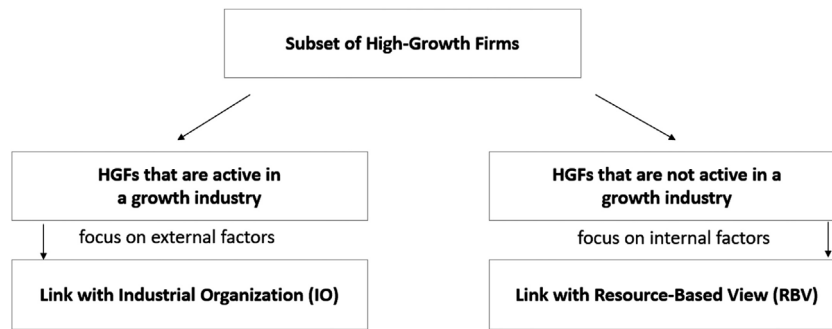 Subset of High-Growth Firms
HGFs that are active in
a growth industry
HGFs that are not active in a
growth industry
focus on external factors
focus on internal factors
Link with Industrial Organization (IO)
Link with Resource-Based View (RBV)